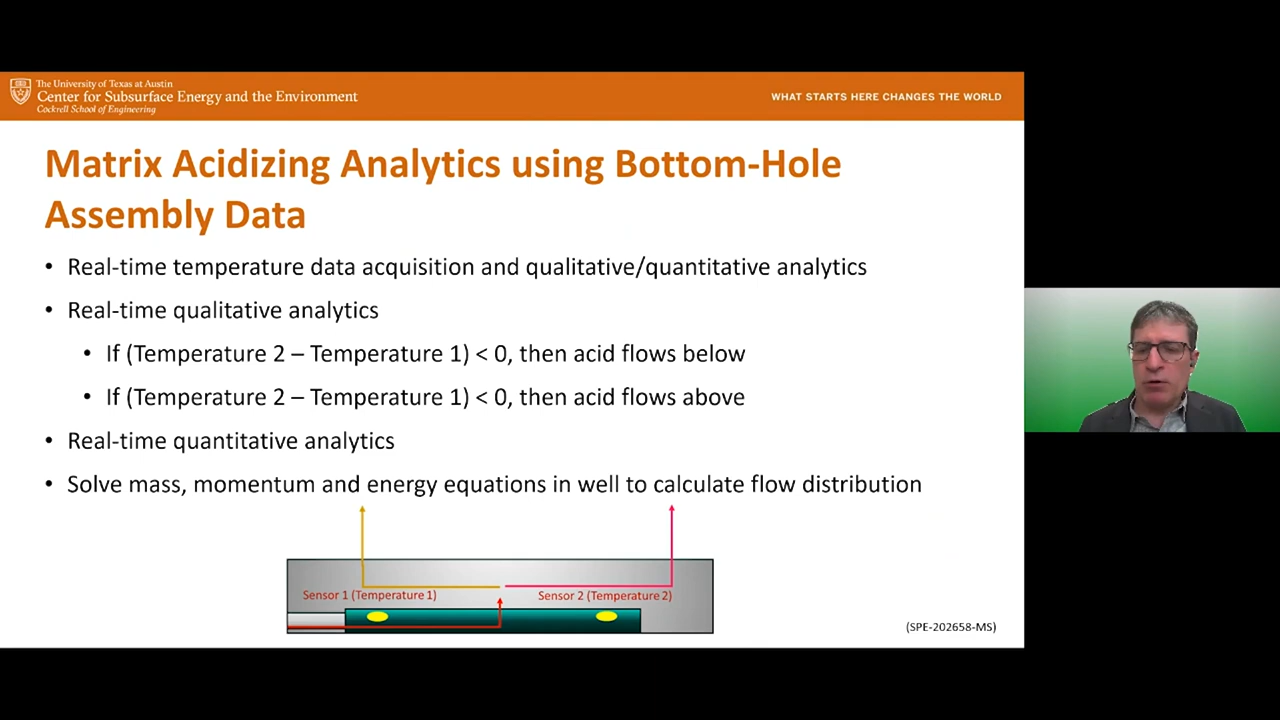 The University of Texas at Austin
Center for Subsurface Energy and the Environment
Cockrell School of Engineering
WHAT STARTS HERE CHANGES THE WORLD
Matrix Acidizing Analytics using Bottom-Hole
Assembly Data
• Real-time temperature data acquisition and qualitative/quantitative analytics
• Real-time qualitative analytics
• If (Temperature 2 – Temperature 1) < 0, then acid flows below
• If (Temperature 2 – Temperature 1) < 0, then acid flows above
• Real-time quantitative analytics
• Solve mass, momentum and energy equations in well to calculate flow distribution
Sensor 1 (Temperature 1)
Sensor 2 (Temperature 2)
(SPE-202658-MS)